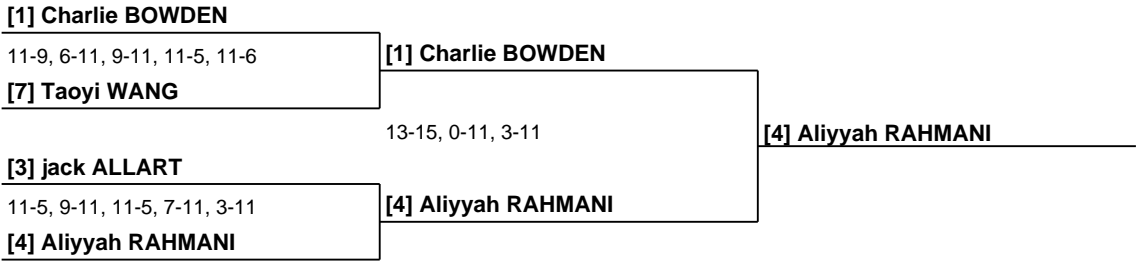 [1] Charlie BOWDEN
11-9, 6-11, 9-11, 11-5, 11-6
[1] Charlie BOWDEN
[7] Taoyi WANG
13-15, 0-11, 3-11
[4] Aliyyah RAHMANI
[3] jack ALLART
11-5, 9-11, 11-5, 7-11, 3-11
[4] Aliyyah RAHMANI
[4] Aliyyah RAHMANI